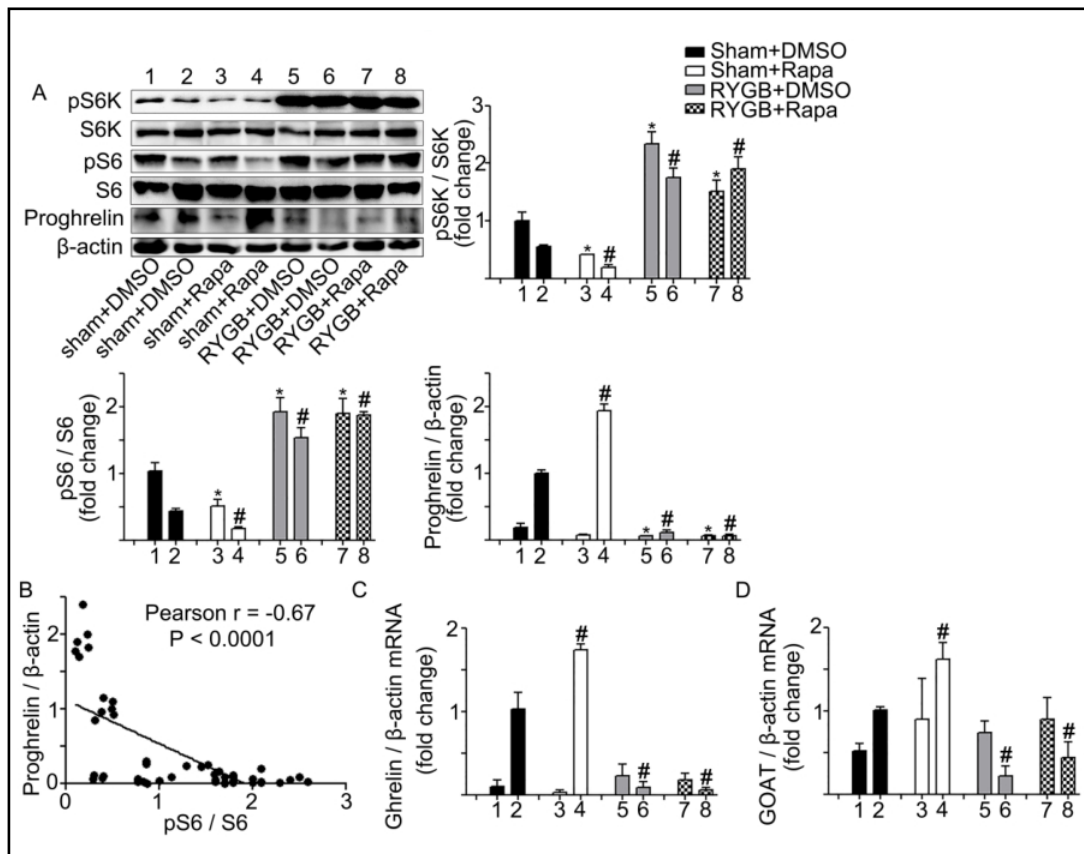 Sham+DMSO
Sham+Rapa
RYGB+DMSO
RYGB+Rapa
A
1 2 3 4 5 6 7 8
pS6K
S6K
pS6
S6
Proghrelin
β-actin
sham+DMSO
sham+DMSO
sham+Rapa
sham+Rapa
RYGB+DMSO
RYGB+DMSO
RYGB+Rapa
RYGB+Rapa
pS6K / S6K
(fold change)
3
2
1
* # * # * #
1 2 3 4 5 6 7 8
pS6 / S6
(fold change)
2
1
* # * # * #
1 2 3 4 5 6 7 8
Proghrelin / β-actin
(fold change)
2
1
# * # * #
1 2 3 4 5 6 7 8
B
Pearson r = -0.67
P < 0.0001
Proghrelin / β-actin
3
2
1
0
0 1 2 3
pS6 / S6
C
Ghrelin / β-actin mRNA
(fold change)
2
1
# # #
1 2 3 4 5 6 7 8
D
GOAT / β-actin mRNA
(fold change)
2
1
# # #
1 2 3 4 5 6 7 8